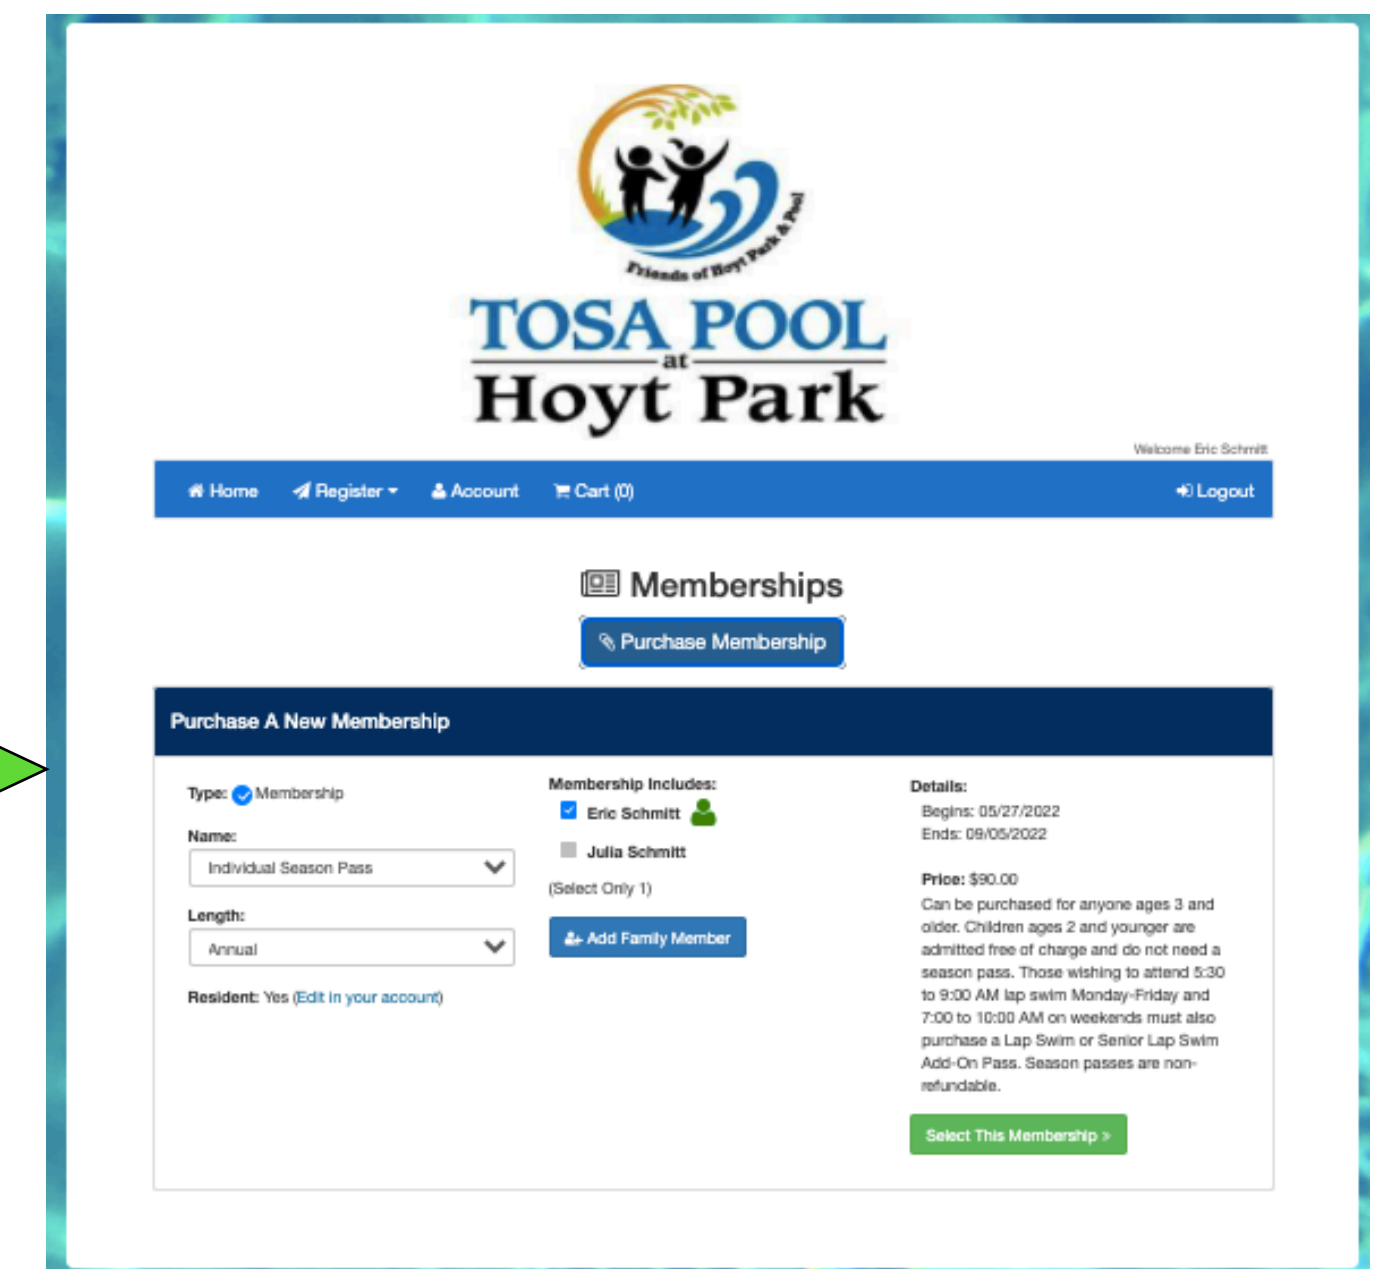 Friends of Hoyt Park & Pool
TOSA POOL
at
Hoyt Park
Welcome Eric Schmitt
Home Register Account Cart (0) Logout
Memberships
Purchase Membership
Purchase A New Membership
Type: Membership
Name:
Individual Season Pass
Length:
Annual
Resident: Yes (Edit in your account)
Membership Includes:
Eric Schmitt
Julia Schmitt
(Select Only 1)
Add Family Member
Details:
Begins: 05/27/2022
Ends: 09/05/2022
Price: $90.00
Can be purchased for anyone ages 3 and
older. Children ages 2 and younger are
admitted free of charge and do not need a
season pass. Those wishing to attend 5:30
to 9:00 AM lap swim Monday-Friday and
7:00 to 10:00 AM on weekends must also
purchase a Lap Swim or Senior Lap Swim
Add-On Pass. Season passes are non-
refundable.
Select This Membership »